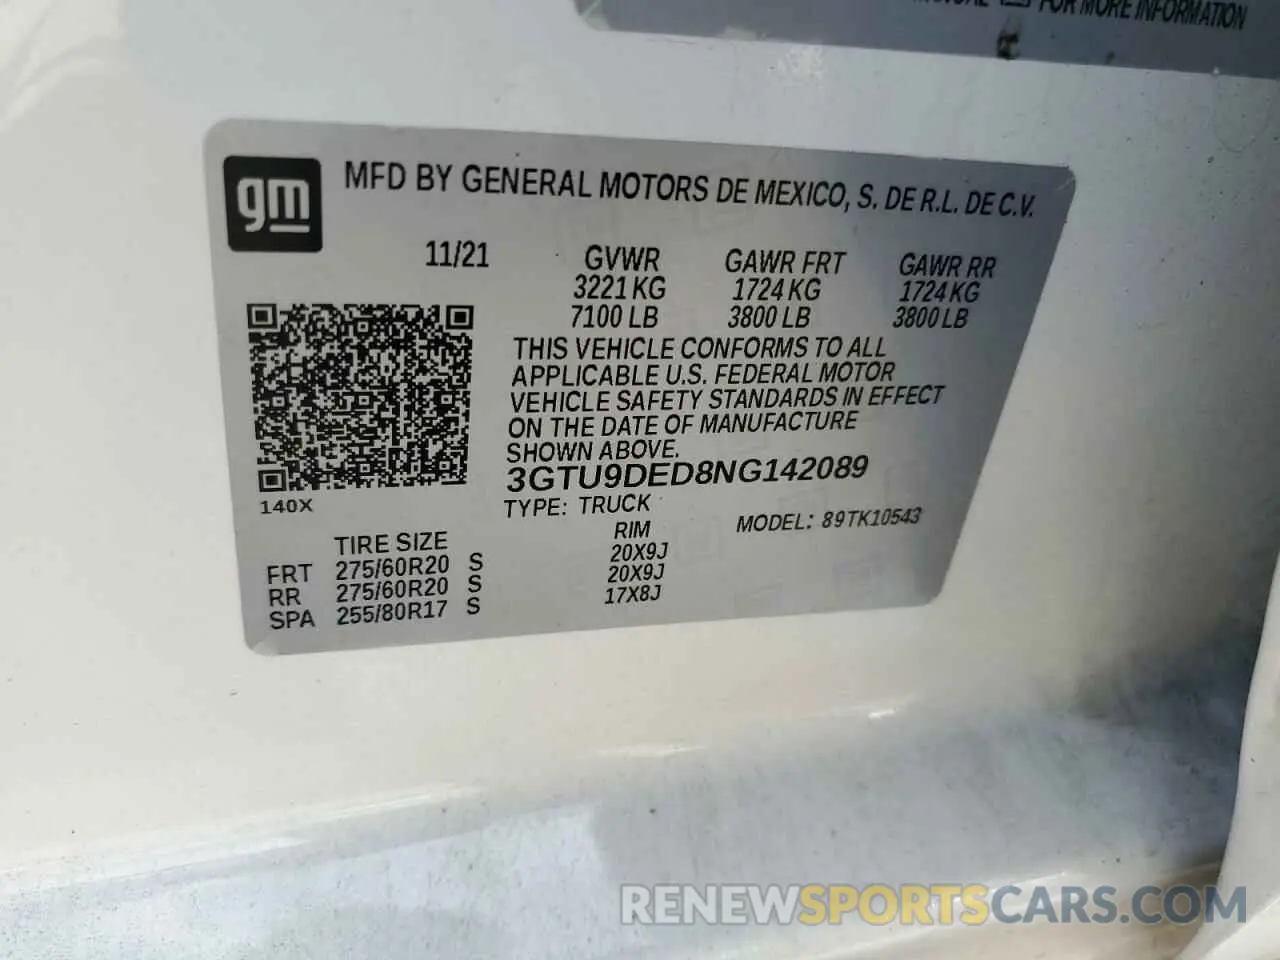 FOR MORE INFORMATION
gm
MFD BY GENERAL MOTORS DE MEXICO, S. DE R.L. DE C.V.
11/21 GVWR GAWR FRT GAWR RR
3221 KG 1724 KG 1724 KG
7100 LB 3800 LB 3800 LB
THIS VEHICLE CONFORMS TO ALL
APPLICABLE U.S. FEDERAL MOTOR
VEHICLE SAFETY STANDARDS IN EFFECT
ON THE DATE OF MANUFACTURE
SHOWN ABOVE.
3GTU9DED8NG142089
140X
TYPE: TRUCK MODEL: 89TK10543
TIRE SIZE RIM
FRT 275/60R20 S 20X9J
RR 275/60R20 S 20X9J
SPA 255/80R17 S 17X8J
RENEWSPORTSCARS.COM